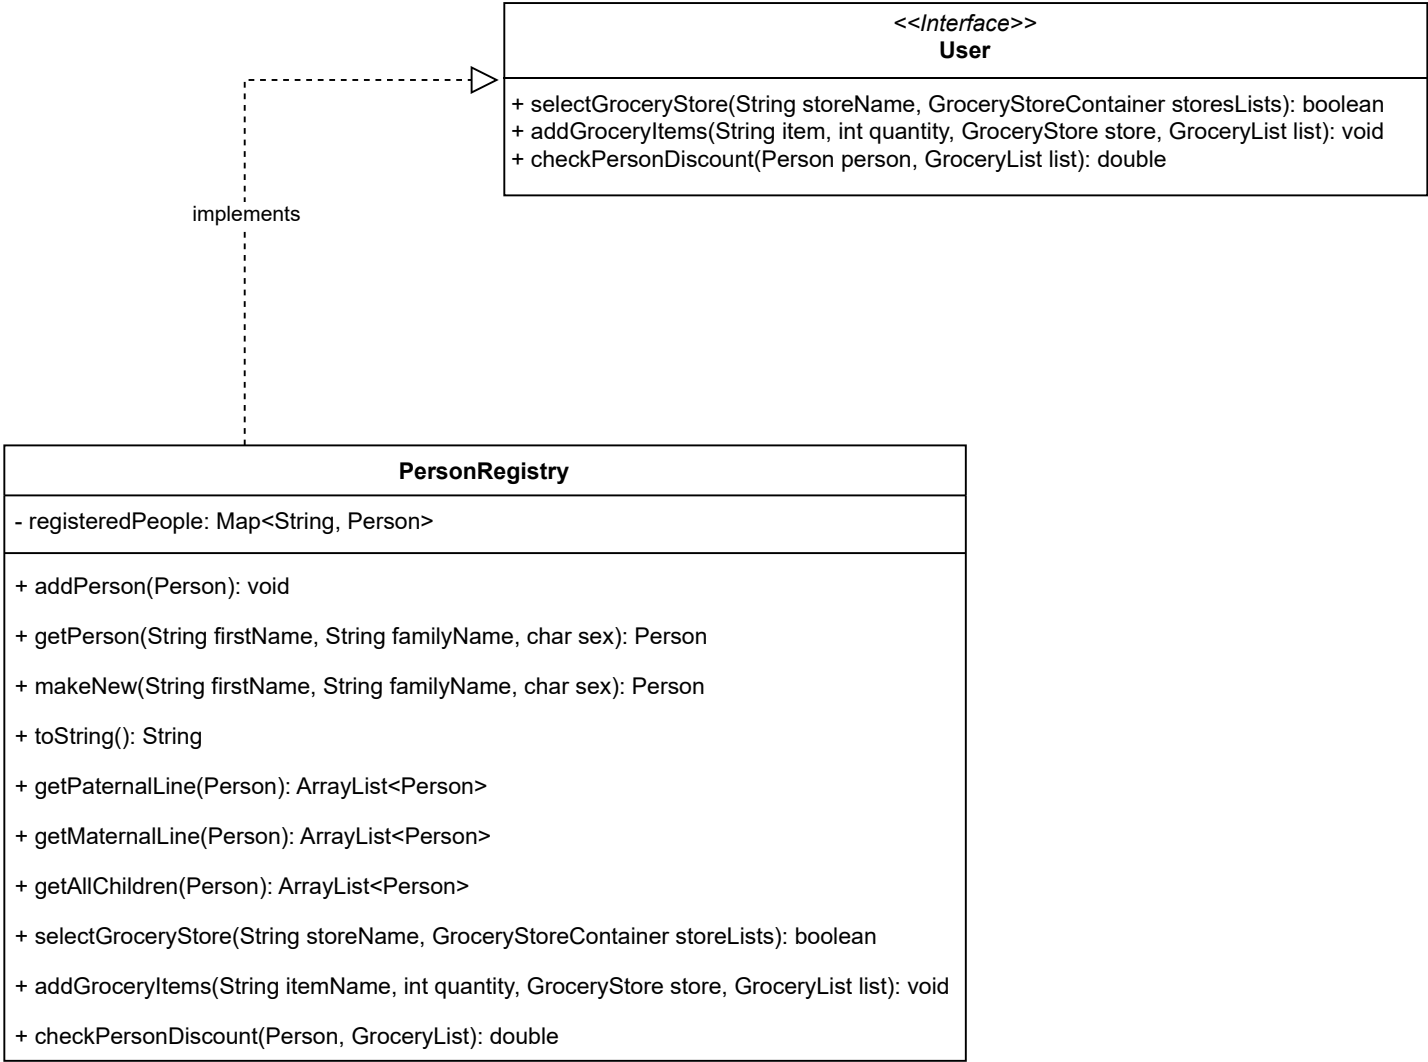 <<Interface>>
User
+ selectGroceryStore(String storeName, GroceryStoreContainer storesLists): boolean
+ addGroceryItems(String item, int quantity, GroceryStore store, GroceryList list): void
+ checkPersonDiscount(Person person, GroceryList list): double
implements
PersonRegistry
- registeredPeople: Map<String, Person>
+ addPerson(Person): void
+ getPerson(String firstName, String familyName, char sex): Person
+ makeNew(String firstName, String familyName, char sex): Person
+ toString(): String
+ getPaternalLine(Person): ArrayList<Person>
+ getMaternalLine(Person): ArrayList<Person>
+ getAllChildren(Person): ArrayList<Person>
+ selectGroceryStore(String storeName, GroceryStoreContainer storeLists): boolean
+ addGroceryItems(String itemName, int quantity, GroceryStore store, GroceryList list): void
+ checkPersonDiscount(Person, GroceryList): double